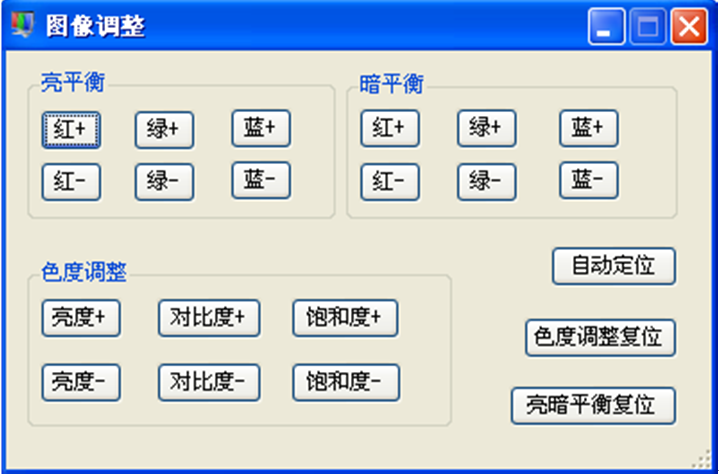 图像调整
亮平衡
暗平衡
红+ 绿+ 蓝+ 红+ 绿+ 蓝+
红- 绿- 蓝- 红- 绿- 蓝-
自动定位
色度调整
亮度+ 对比度+ 饱和度+
色度调整复位
亮度- 对比度- 饱和度-
亮暗平衡复位